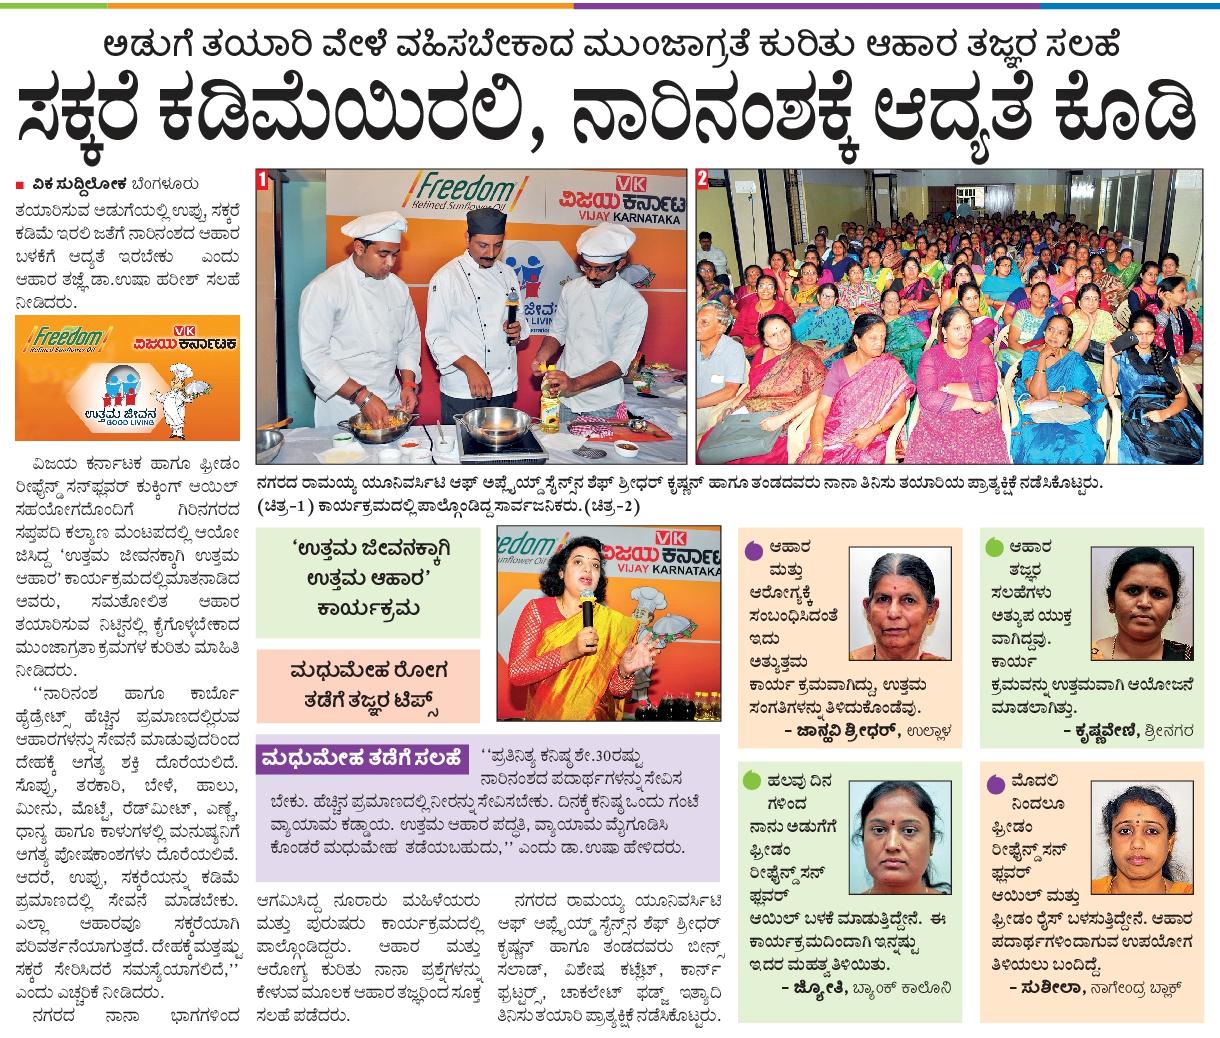 ಅಡುಗೆ ತಯಾರಿ ವೇಳೆ ವಹಿಸಬೇಕಾದ ಮುಂಜಾಗ್ರತೆ ಕುರಿತು ಆಹಾರ ತಜ್ಞರ ಸಲಹೆ
ಸಕ್ಕರೆ ಕಡಿಮೆಯಿರಲಿ, ನಾರಿನಂಶಕ್ಕೆ ಆದ್ಯತೆ ಕೊಡಿ
■ ವಿಕ ಸುದ್ದಿಲೋಕ ಬೆಂಗಳೂರು
ತಯಾರಿಸುವ ಅಡುಗೆಯಲ್ಲಿ ಉಪ್ಪು, ಸಕ್ಕರೆ
ಕಡಿಮೆ ಇರಲಿ ಜತೆಗೆ ನಾರಿನಂಶದ ಆಹಾರ
ಬಳಕೆಗೆ ಆದ್ಯತೆ ಇರಬೇಕು ಎಂದು
ಆಹಾರ ತಜ್ಞೆ ಡಾ.ಉಷಾ ಹರೀಶ್ ಸಲಹೆ
ನೀಡಿದರು.
Freedom
Refined Sunflower Oil
VK
ವಿಜಯ ಕರ್ನಾಟಕ
ಉತ್ತಮ ಜೀವನ
GOOD LIVING
ವಿಜಯ ಕರ್ನಾಟಕ ಹಾಗೂ ಫ್ರೀಡಂ
ರೀಫೈನ್ಡ್ ಸನ್‌ಫ್ಲವರ್ ಕುಕ್ಕಿಂಗ್ ಆಯಿಲ್
ಸಹಯೋಗದೊಂದಿಗೆ ಗಿರಿನಗರದ
ಸಪ್ತಪದಿ ಕಲ್ಯಾಣ ಮಂಟಪದಲ್ಲಿ ಆಯೋ
ಜಿಸಿದ್ದ ‘ಉತ್ತಮ ಜೀವನಕ್ಕಾಗಿ ಉತ್ತಮ
ಆಹಾರ’ ಕಾರ್ಯಕ್ರಮದಲ್ಲಿ ಮಾತನಾಡಿದ
ಅವರು, ಸಮತೋಲಿತ ಆಹಾರ
ತಯಾರಿಸುವ ನಿಟ್ಟಿನಲ್ಲಿ ಕೈಗೊಳ್ಳಬೇಕಾದ
ಮುಂಜಾಗ್ರತಾ ಕ್ರಮಗಳ ಕುರಿತು ಮಾಹಿತಿ
ನೀಡಿದರು.
‘‘ನಾರಿನಂಶ ಹಾಗೂ ಕಾರ್ಬೊ
ಹೈಡ್ರೇಟ್ಸ್ ಹೆಚ್ಚಿನ ಪ್ರಮಾಣದಲ್ಲಿರುವ
ಆಹಾರಗಳನ್ನು ಸೇವನೆ ಮಾಡುವುದರಿಂದ
ದೇಹಕ್ಕೆ ಅಗತ್ಯ ಶಕ್ತಿ ದೊರೆಯಲಿದೆ.
ಸೊಪ್ಪು, ತರಕಾರಿ, ಬೇಳೆ, ಹಾಲು,
ಮೀನು, ಮೊಟ್ಟೆ, ರೆಡ್‌ಮೀಟ್, ಎಣ್ಣೆ,
ಧಾನ್ಯ ಹಾಗೂ ಕಾಳುಗಳಲ್ಲಿ ಮನುಷ್ಯನಿಗೆ
ಅಗತ್ಯ ಪೋಷಕಾಂಶಗಳು ದೊರೆಯಲಿವೆ.
ಆದರೆ, ಉಪ್ಪು, ಸಕ್ಕರೆಯನ್ನು ಕಡಿಮೆ
ಪ್ರಮಾಣದಲ್ಲಿ ಸೇವನೆ ಮಾಡಬೇಕು.
ಎಲ್ಲಾ ಆಹಾರವೂ ಸಕ್ಕರೆಯಾಗಿ
ಪರಿವರ್ತನೆಯಾಗುತ್ತದೆ. ದೇಹಕ್ಕೆ ಮತ್ತಷ್ಟು
ಸಕ್ಕರೆ ಸೇರಿಸಿದರೆ ಸಮಸ್ಯೆಯಾಗಲಿದೆ,’’
ಎಂದು ಎಚ್ಚರಿಕೆ ನೀಡಿದರು.
ನಗರದ ನಾನಾ ಭಾಗಗಳಿಂದ
1
Freedom
Refined Sunflower Oil
VK
ವಿಜಯ ಕರ್ನಾಟಕ
VIJAY KARNATAKA
2
ನಗರದ ರಾಮಯ್ಯ ಯೂನಿವರ್ಸಿಟಿ ಆಫ್ ಅಪ್ಲೈಯ್ಡ್ ಸೈನ್ಸ್‌ನ ಶೆಫ್ ಶ್ರೀಧರ್ ಕೃಷ್ಣನ್ ಹಾಗೂ ತಂಡದವರು ನಾನಾ ತಿನಿಸು ತಯಾರಿಯ ಪ್ರಾತ್ಯಕ್ಷಿಕೆ ನಡೆಸಿಕೊಟ್ಟರು.
(ಚಿತ್ರ-1) ಕಾರ್ಯಕ್ರಮದಲ್ಲಿ ಪಾಲ್ಗೊಂಡಿದ್ದ ಸಾರ್ವಜನಿಕರು. (ಚಿತ್ರ-2)
‘ಉತ್ತಮ ಜೀವನಕ್ಕಾಗಿ
ಉತ್ತಮ ಆಹಾರ’
ಕಾರ್ಯಕ್ರಮ
ಮಧುಮೇಹ ರೋಗ
ತಡೆಗೆ ತಜ್ಞರ ಟಿಪ್ಸ್
VK
VIJAY KARNATAKA
ಮಧುಮೇಹ ತಡೆಗೆ ಸಲಹೆ
‘‘ಪ್ರತಿನಿತ್ಯ ಕನಿಷ್ಠ ಶೇ.30ರಷ್ಟು
ನಾರಿನಂಶದ ಪದಾರ್ಥಗಳನ್ನು ಸೇವಿಸ
ಬೇಕು. ಹೆಚ್ಚಿನ ಪ್ರಮಾಣದಲ್ಲಿ ನೀರನ್ನು ಸೇವಿಸಬೇಕು. ದಿನಕ್ಕೆ ಕನಿಷ್ಠ ಒಂದು ಗಂಟೆ
ವ್ಯಾಯಾಮ ಕಡ್ಡಾಯ. ಉತ್ತಮ ಆಹಾರ ಪದ್ಧತಿ, ವ್ಯಾಯಾಮ ಮೈಗೂಡಿಸಿ
ಕೊಂಡರೆ ಮಧುಮೇಹ ತಡೆಯಬಹುದು,’’ ಎಂದು ಡಾ.ಉಷಾ ಹೇಳಿದರು.
ಆಗಮಿಸಿದ್ದ ನೂರಾರು ಮಹಿಳೆಯರು
ಮತ್ತು ಪುರುಷರು ಕಾರ್ಯಕ್ರಮದಲ್ಲಿ
ಪಾಲ್ಗೊಂಡಿದ್ದರು. ಆಹಾರ ಮತ್ತು
ಆರೋಗ್ಯ ಕುರಿತು ನಾನಾ ಪ್ರಶ್ನೆಗಳನ್ನು
ಕೇಳುವ ಮೂಲಕ ಆಹಾರ ತಜ್ಞರಿಂದ ಸೂಕ್ತ
ಸಲಹೆ ಪಡೆದರು.
ನಗರದ ರಾಮಯ್ಯ ಯೂನಿವರ್ಸಿಟಿ
ಆಫ್ ಅಪ್ಲೈಯ್ಡ್ ಸೈನ್ಸ್‌ನ ಶೆಫ್ ಶ್ರೀಧರ್
ಕೃಷ್ಣನ್ ಹಾಗೂ ತಂಡದವರು ಬೀನ್ಸ್
ಸಲಾಡ್, ವಿಶೇಷ ಕಟ್ಲೆಟ್, ಕಾರ್ನ್
ಫ್ರಟ್ಟರ್ಸ್, ಚಾಕಲೇಟ್ ಫಡ್ಜ್ ಇತ್ಯಾದಿ
ತಿನಿಸು ತಯಾರಿ ಪ್ರಾತ್ಯಕ್ಷಿಕೆ ನಡೆಸಿಕೊಟ್ಟರು.
ಆಹಾರ
ಮತ್ತು
ಆರೋಗ್ಯಕ್ಕೆ
ಸಂಬಂಧಿಸಿದಂತೆ
ಇದು
ಅತ್ಯುತ್ತಮ
ಕಾರ್ಯ ಕ್ರಮವಾಗಿದ್ದು, ಉತ್ತಮ
ಸಂಗತಿಗಳನ್ನು ತಿಳಿದುಕೊಂಡೆವು.
– ಜಾನ್ಹವಿ ಶ್ರೀಧರ್, ಉಲ್ಲಾಳ
ಆಹಾರ
ತಜ್ಞರ
ಸಲಹೆಗಳು
ಅತ್ಯುಪ ಯುಕ್ತ
ವಾಗಿದ್ದವು.
ಕಾರ್ಯ
ಕ್ರಮವನ್ನು ಉತ್ತಮವಾಗಿ ಆಯೋಜನೆ
ಮಾಡಲಾಗಿತ್ತು.
– ಕೃಷ್ಣವೇಣಿ, ಶ್ರೀನಗರ
ಹಲವು ದಿನ
ಗಳಿಂದ
ನಾನು ಅಡುಗೆಗೆ
ಫ್ರೀಡಂ
ರೀಫೈನ್ಡ್ ಸನ್
ಫ್ಲವರ್
ಆಯಿಲ್ ಬಳಕೆ ಮಾಡುತ್ತಿದ್ದೇನೆ. ಈ
ಕಾರ್ಯಕ್ರಮದಿಂದಾಗಿ ಇನ್ನಷ್ಟು
ಇದರ ಮಹತ್ವ ತಿಳಿಯಿತು.
– ಜ್ಯೋತಿ, ಬ್ಯಾಂಕ್ ಕಾಲೊನಿ
ಮೊದಲಿ
ನಿಂದಲೂ
ಫ್ರೀಡಂ
ರೀಫೈನ್ಡ್ ಸನ್
ಫ್ಲವರ್
ಆಯಿಲ್ ಮತ್ತು
ಫ್ರೀಡಂ ರೈಸ್ ಬಳಸುತ್ತಿದ್ದೇನೆ. ಆಹಾರ
ಪದಾರ್ಥಗಳಿಂದಾಗುವ ಉಪಯೋಗ
ತಿಳಿಯಲು ಬಂದಿದ್ದೆ.
– ಸುಶೀಲಾ, ನಾಗೇಂದ್ರ ಬ್ಲಾಕ್